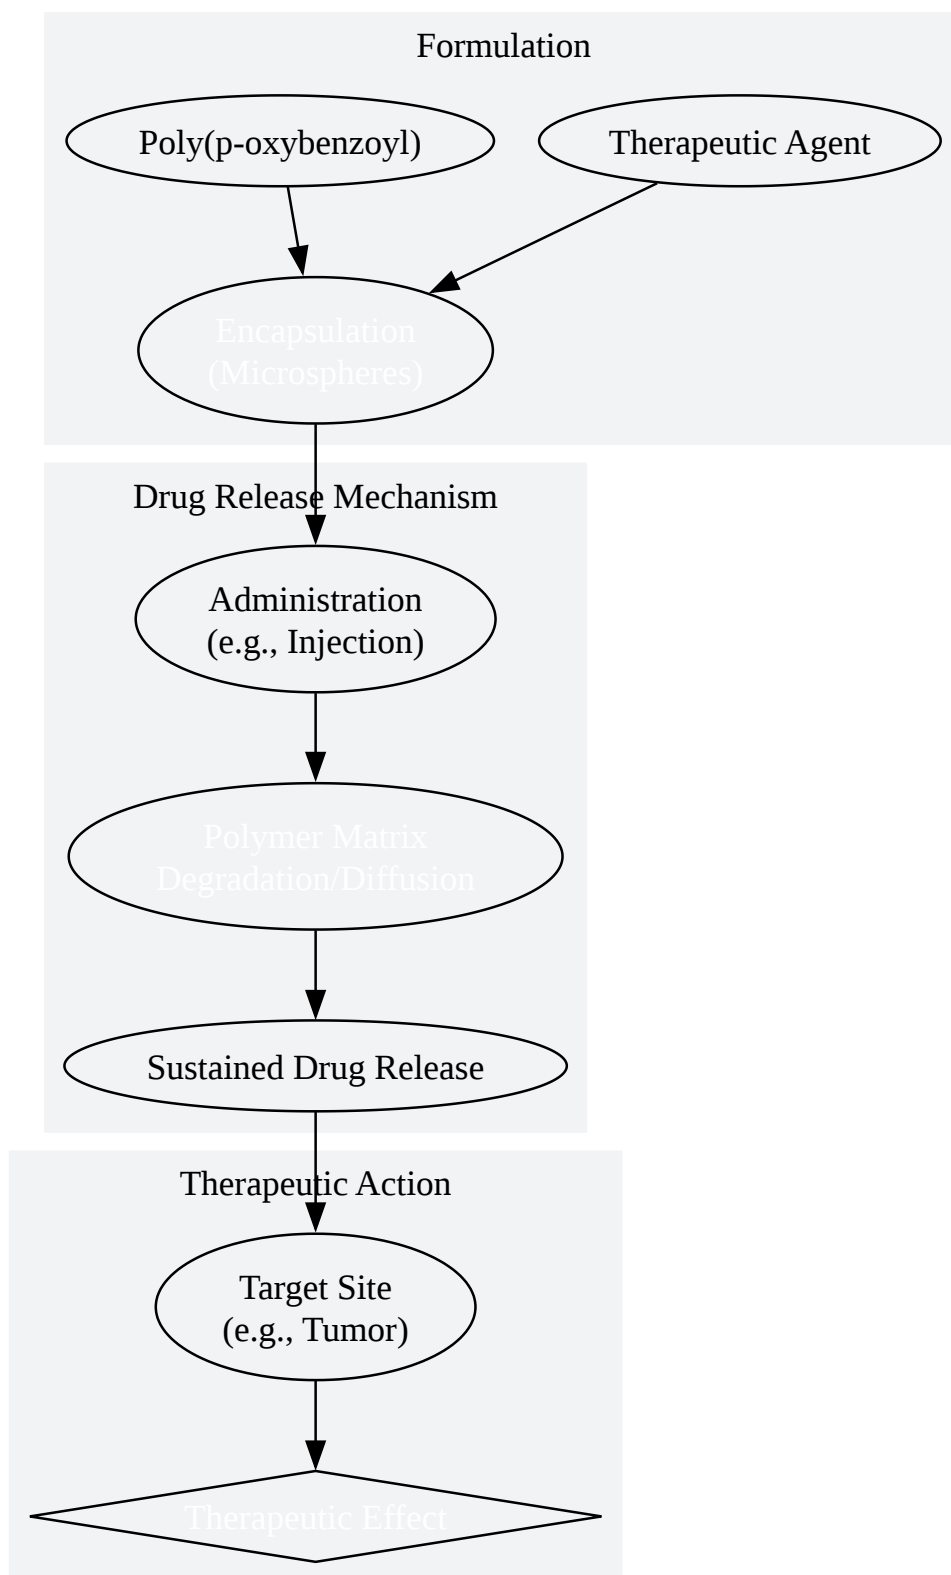 Formulation
Poly(p-oxybenzoyl)
Therapeutic Agent
Encapsulation
(Microspheres)
Drug Release Mechanism
Administration
(e.g., Injection)
Polymer Matrix
Degradation/Diffusion
Sustained Drug Release
Therapeutic Action
Target Site
(e.g., Tumor)
Therapeutic Effect